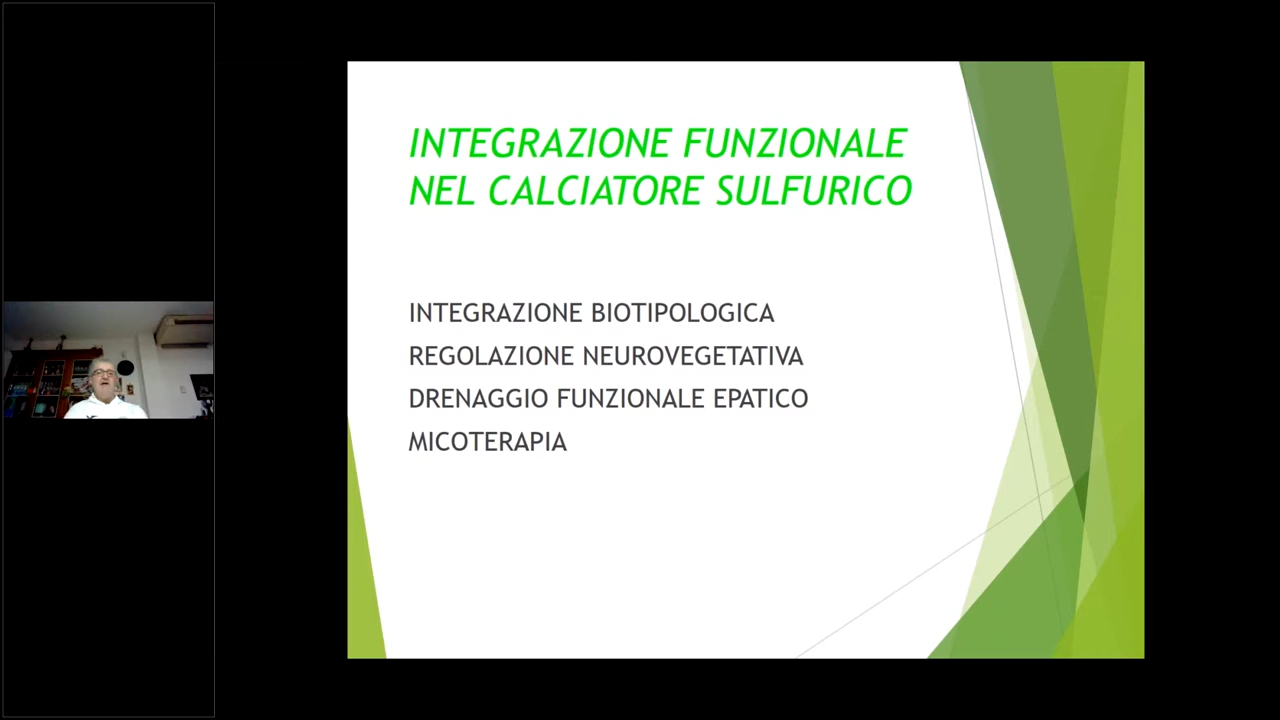 INTEGRAZIONE FUNZIONALE
NEL CALCIATORE SULFURICO
INTEGRAZIONE BIOTIPOLOGICA
REGOLAZIONE NEUROVEGETATIVA
DRENAGGIO FUNZIONALE EPATICO
MICOTERAPIA